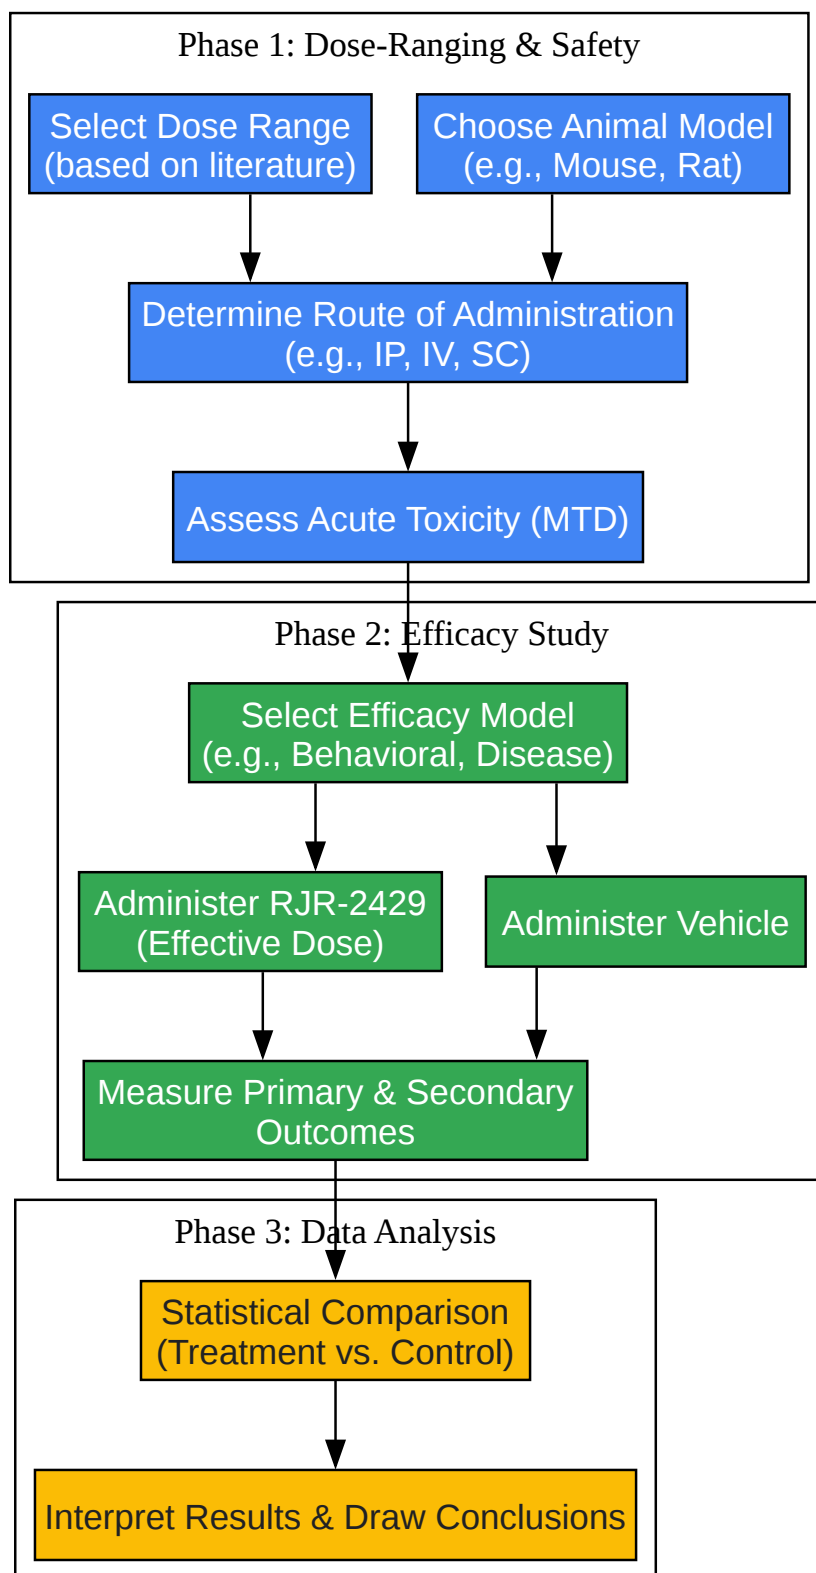 Phase 1: Dose-Ranging & Safety
Select Dose Range
(based on literature)
Choose Animal Model
(e.g., Mouse, Rat)
Determine Route of Administration
(e.g., IP, IV, SC)
Assess Acute Toxicity (MTD)
Phase 2: Efficacy Study
Select Efficacy Model
(e.g., Behavioral, Disease)
Administer RJR-2429
(Effective Dose)
Administer Vehicle
Measure Primary & Secondary
Outcomes
Phase 3: Data Analysis
Statistical Comparison
(Treatment vs. Control)
Interpret Results & Draw Conclusions